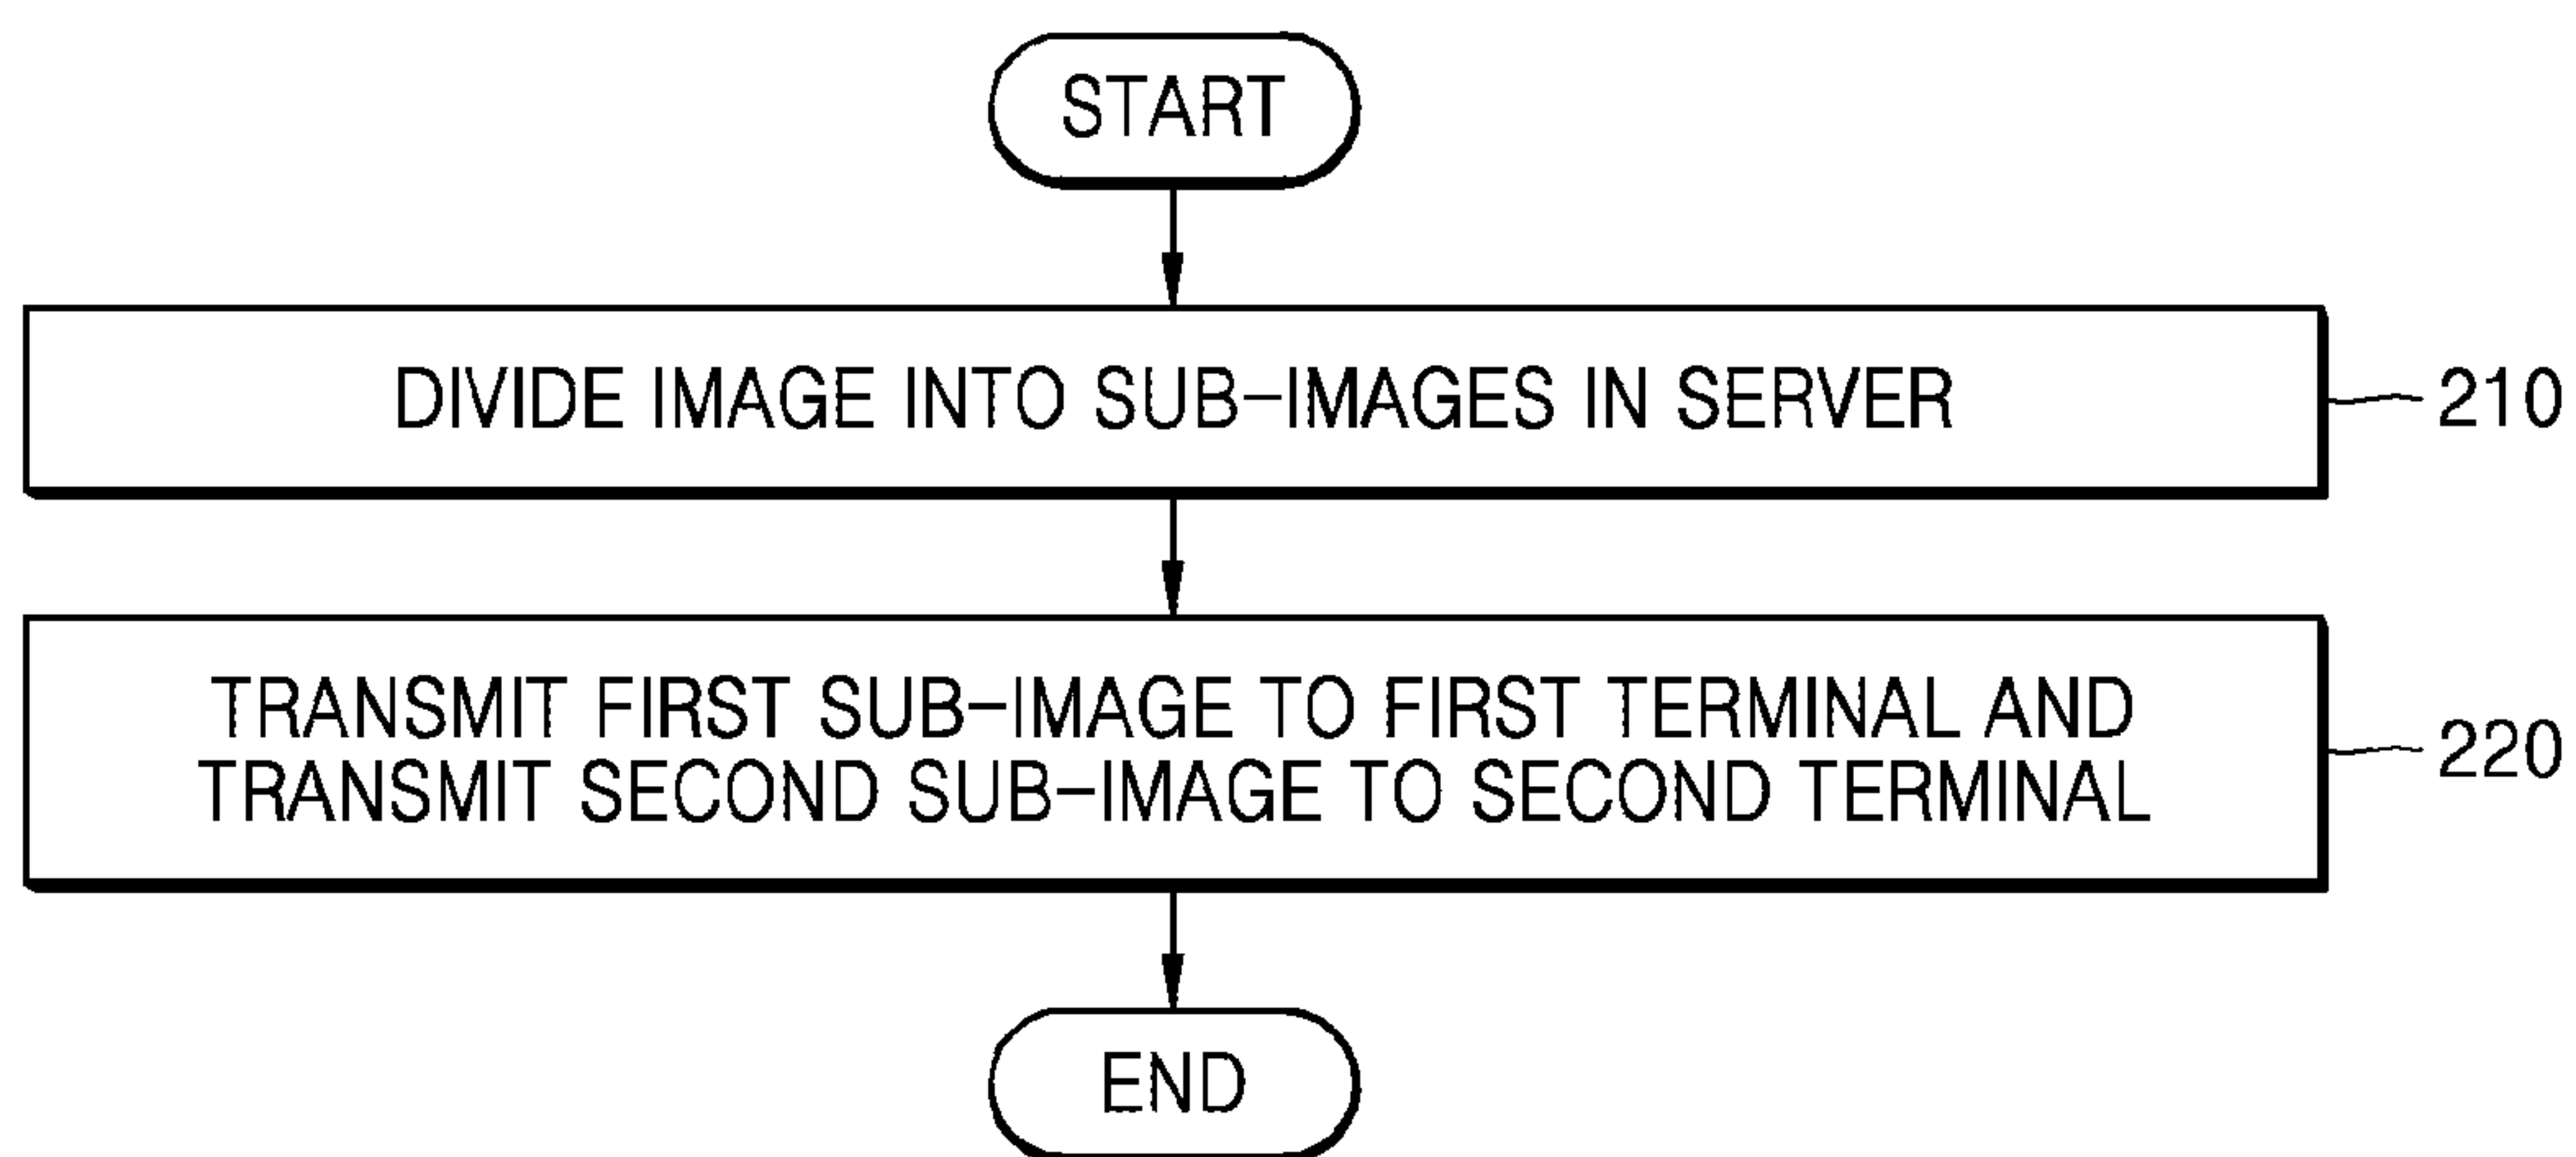 START
DIVIDE IMAGE INTO SUB-IMAGES IN SERVER
210
TRANSMIT FIRST SUB-IMAGE TO FIRST TERMINAL AND
TRANSMIT SECOND SUB-IMAGE TO SECOND TERMINAL
220
END